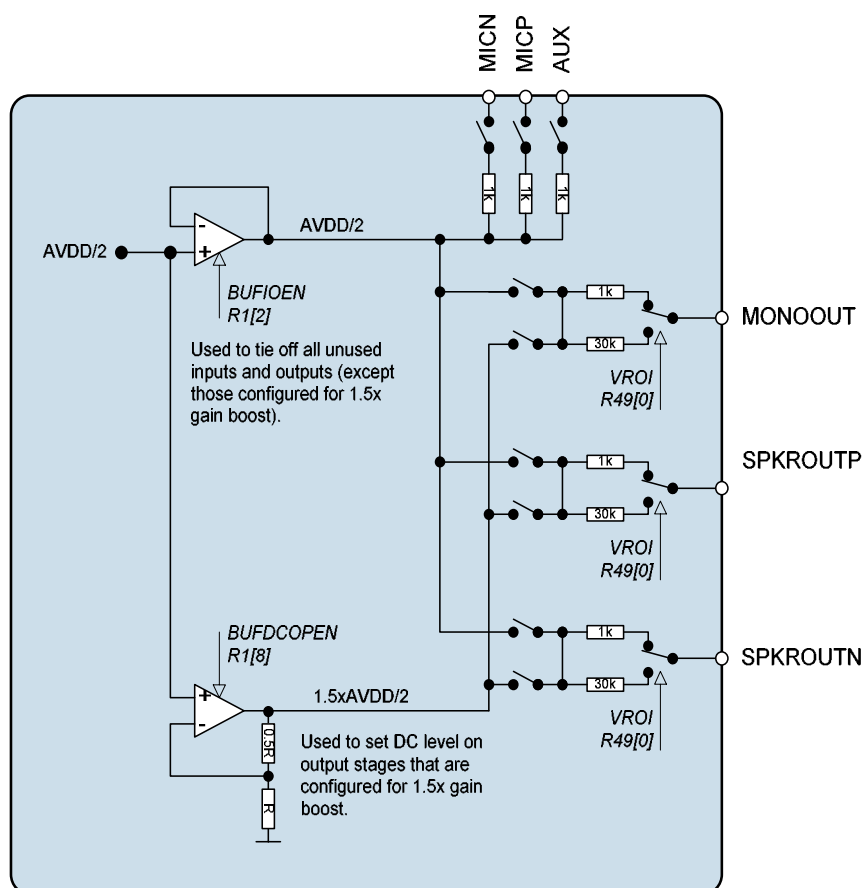 MICN
MICP
AUX
1k
1k
1k
AVDD/2
AVDD/2
-
+
BUFIOEN
R1[2]
Used to tie off all unused
inputs and outputs (except
those configured for 1.5x
gain boost).
1k
30k
MONOOUT
VROI
R49[0]
1k
30k
SPKROUTP
VROI
R49[0]
BUFDCOPEN
R1[8]
+
-
1.5xAVDD/2
0.5R
R
Used to set DC level on
output stages that are
configured for 1.5x gain
boost.
1k
30k
SPKROUTN
VROI
R49[0]